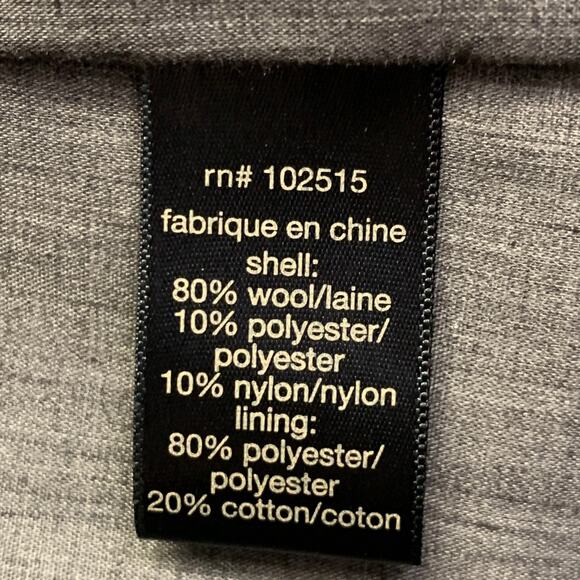 rn# 102515
fabrique en chine
shell:
80% wool/laine
10% polyester/
polyester
10% nylon/nylon
lining:
80% polyester/
polyester
20% cotton/coton